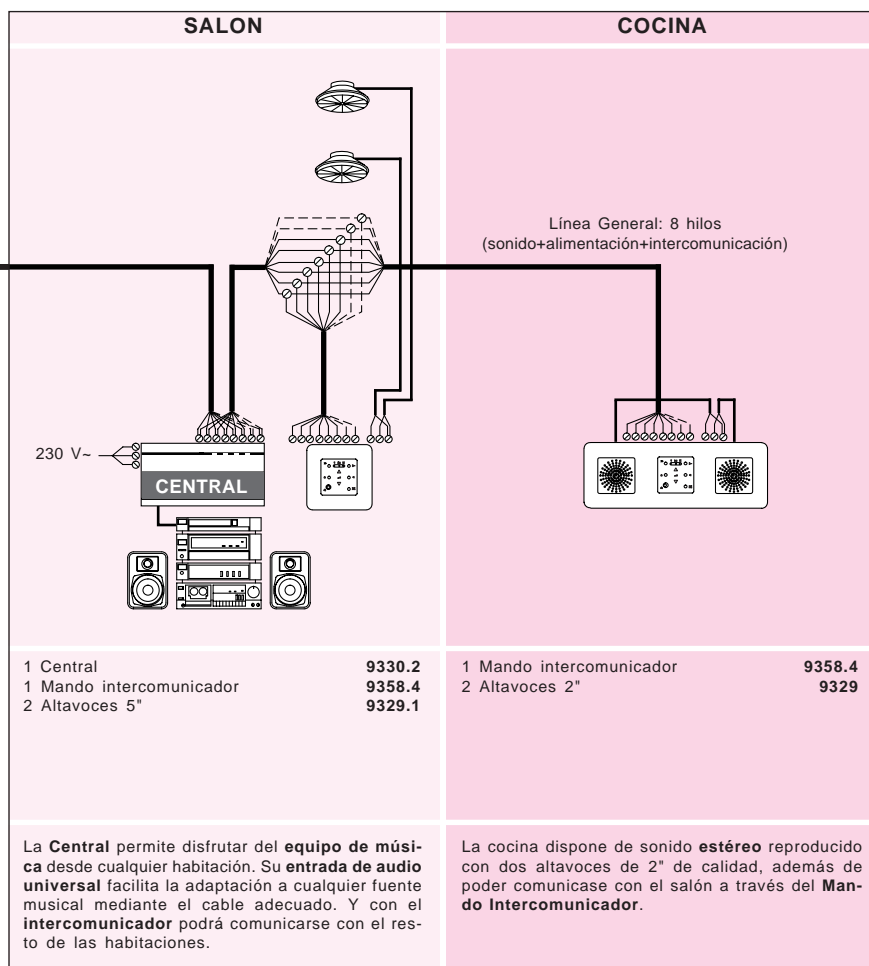 SALON
COCINA
Línea General: 8 hilos
(sonido+alimentación+intercomunicación)
230 V~
CENTRAL
1 Central 9330.2
1 Mando intercomunicador 9358.4
2 Altavoces 5" 9329.1
1 Mando intercomunicador 9358.4
2 Altavoces 2" 9329
La Central permite disfrutar del equipo de músi-
ca desde cualquier habitación. Su entrada de audio
universal facilita la adaptación a cualquier fuente
musical mediante el cable adecuado. Y con el
intercomunicador podrá comunicarse con el res-
to de las habitaciones.
La cocina dispone de sonido estéreo reproducido
con dos altavoces de 2" de calidad, además de
poder comunicase con el salón a través del Man-
do Intercomunicador.